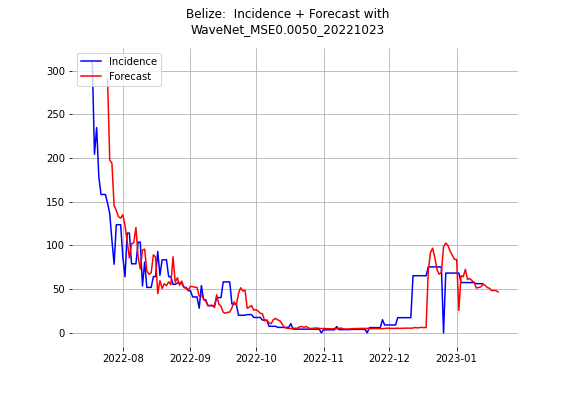 Belize:  Incidence + Forecast with
WaveNet_MSE0.0050_20221023
Incidence
Forecast
300
250
200
150
100
50
0
2022-08 2022-09 2022-10 2022-11 2022-12 2023-01